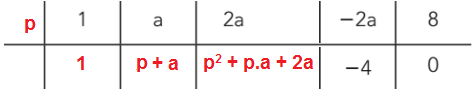 p 1 a 2a −2a 8
1 p + a p² + p.a + 2a −4 0